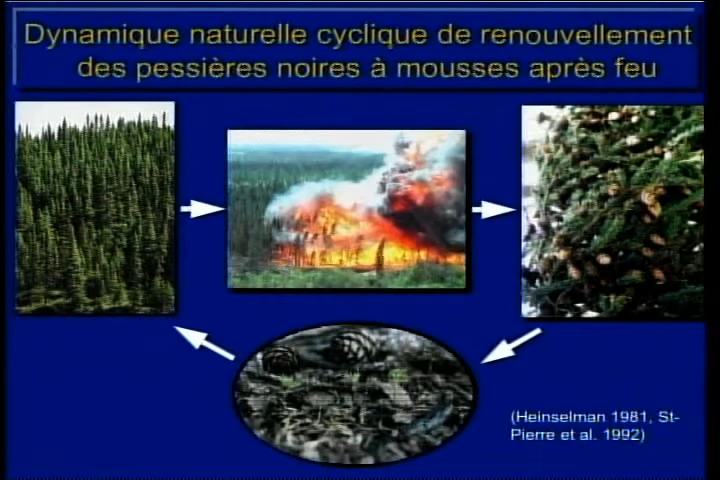 Dynamique naturelle cyclique de renouvellement
des pessières noires à mousses après feu
(Heinselman 1981, St-
Pierre et al. 1992)